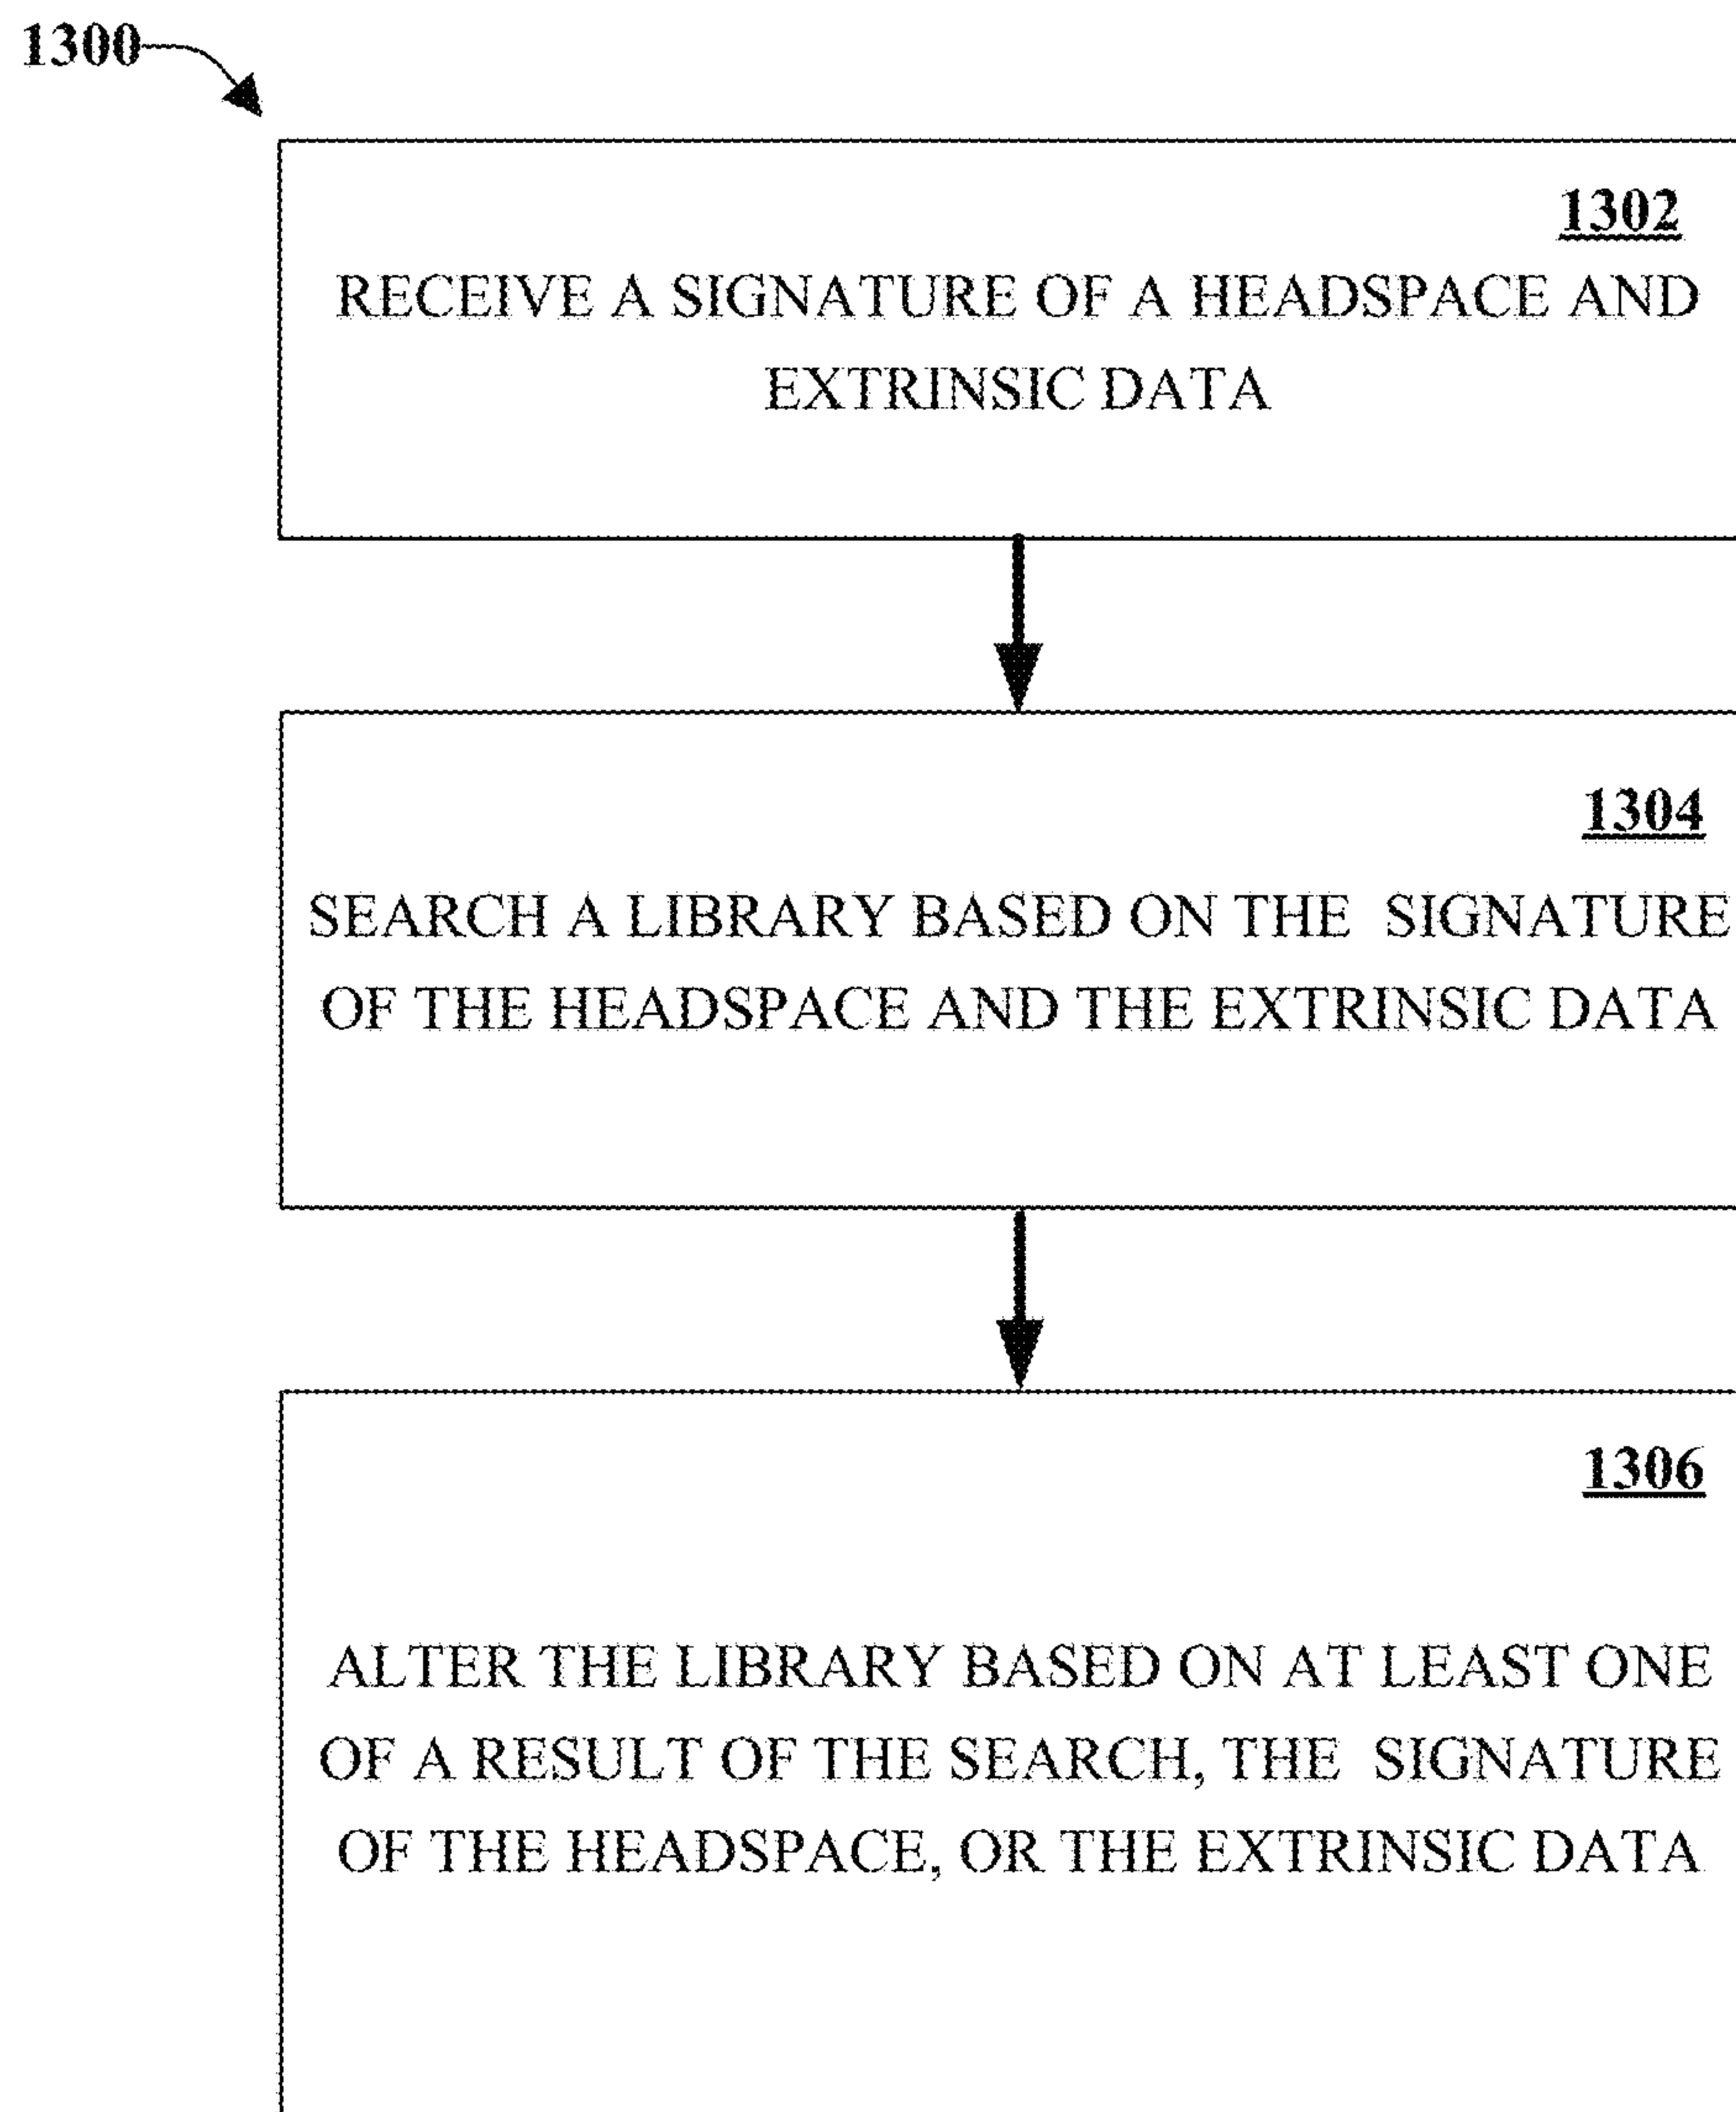 1300
1302
RECEIVE A SIGNATURE OF A HEADSPACE AND
EXTRINSIC DATA
1304
SEARCH A LIBRARY BASED ON THE SIGNATURE
OF THE HEADSPACE AND THE EXTRINSIC DATA
1306
ALTER THE LIBRARY BASED ON AT LEAST ONE
OF A RESULT OF THE SEARCH, THE SIGNATURE
OF THE HEADSPACE, OR THE EXTRINSIC DATA